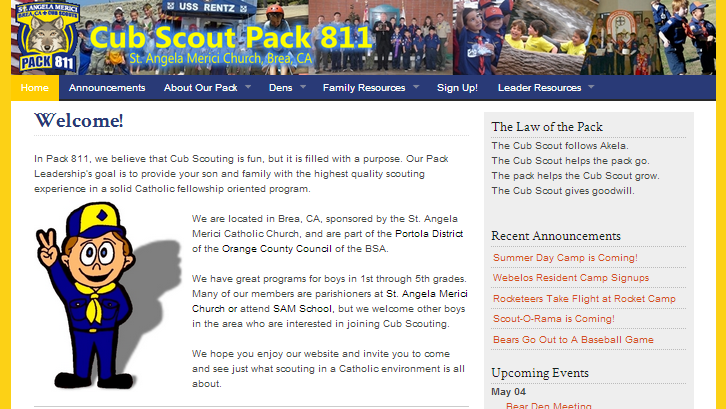 ST. ANGELA MERICI
BREA, CA CUB SCOUTS
PACK 811
USS RENTZ
Cub Scout Pack 811
St. Angela Merici Church, Brea, CA
Home Announcements About Our Pack Dens Family Resources Sign Up! Leader Resources
Welcome!
In Pack 811, we believe that Cub Scouting is fun, but it is filled with a purpose. Our Pack
Leadership's goal is to provide your son and family with the highest quality scouting
experience in a solid Catholic fellowship oriented program.
We are located in Brea, CA, sponsored by the St. Angela
Merici Catholic Church, and are part of the Portola District
of the Orange County Council of the BSA.
We have great programs for boys in 1st through 5th grades.
Many of our members are parishioners at St. Angela Merici
Church or attend SAM School, but we welcome other boys
in the area who are interested in joining Cub Scouting.
We hope you enjoy our website and invite you to come
and see just what scouting in a Catholic environment is all
about.
The Law of the Pack
The Cub Scout follows Akela.
The Cub Scout helps the pack go.
The pack helps the Cub Scout grow.
The Cub Scout gives goodwill.
Recent Announcements
Summer Day Camp is Coming!
Webelos Resident Camp Signups
Rocketeers Take Flight at Rocket Camp
Scout-O-Rama is Coming!
Bears Go Out to A Baseball Game
Upcoming Events
May 04
Bear Den Meeting